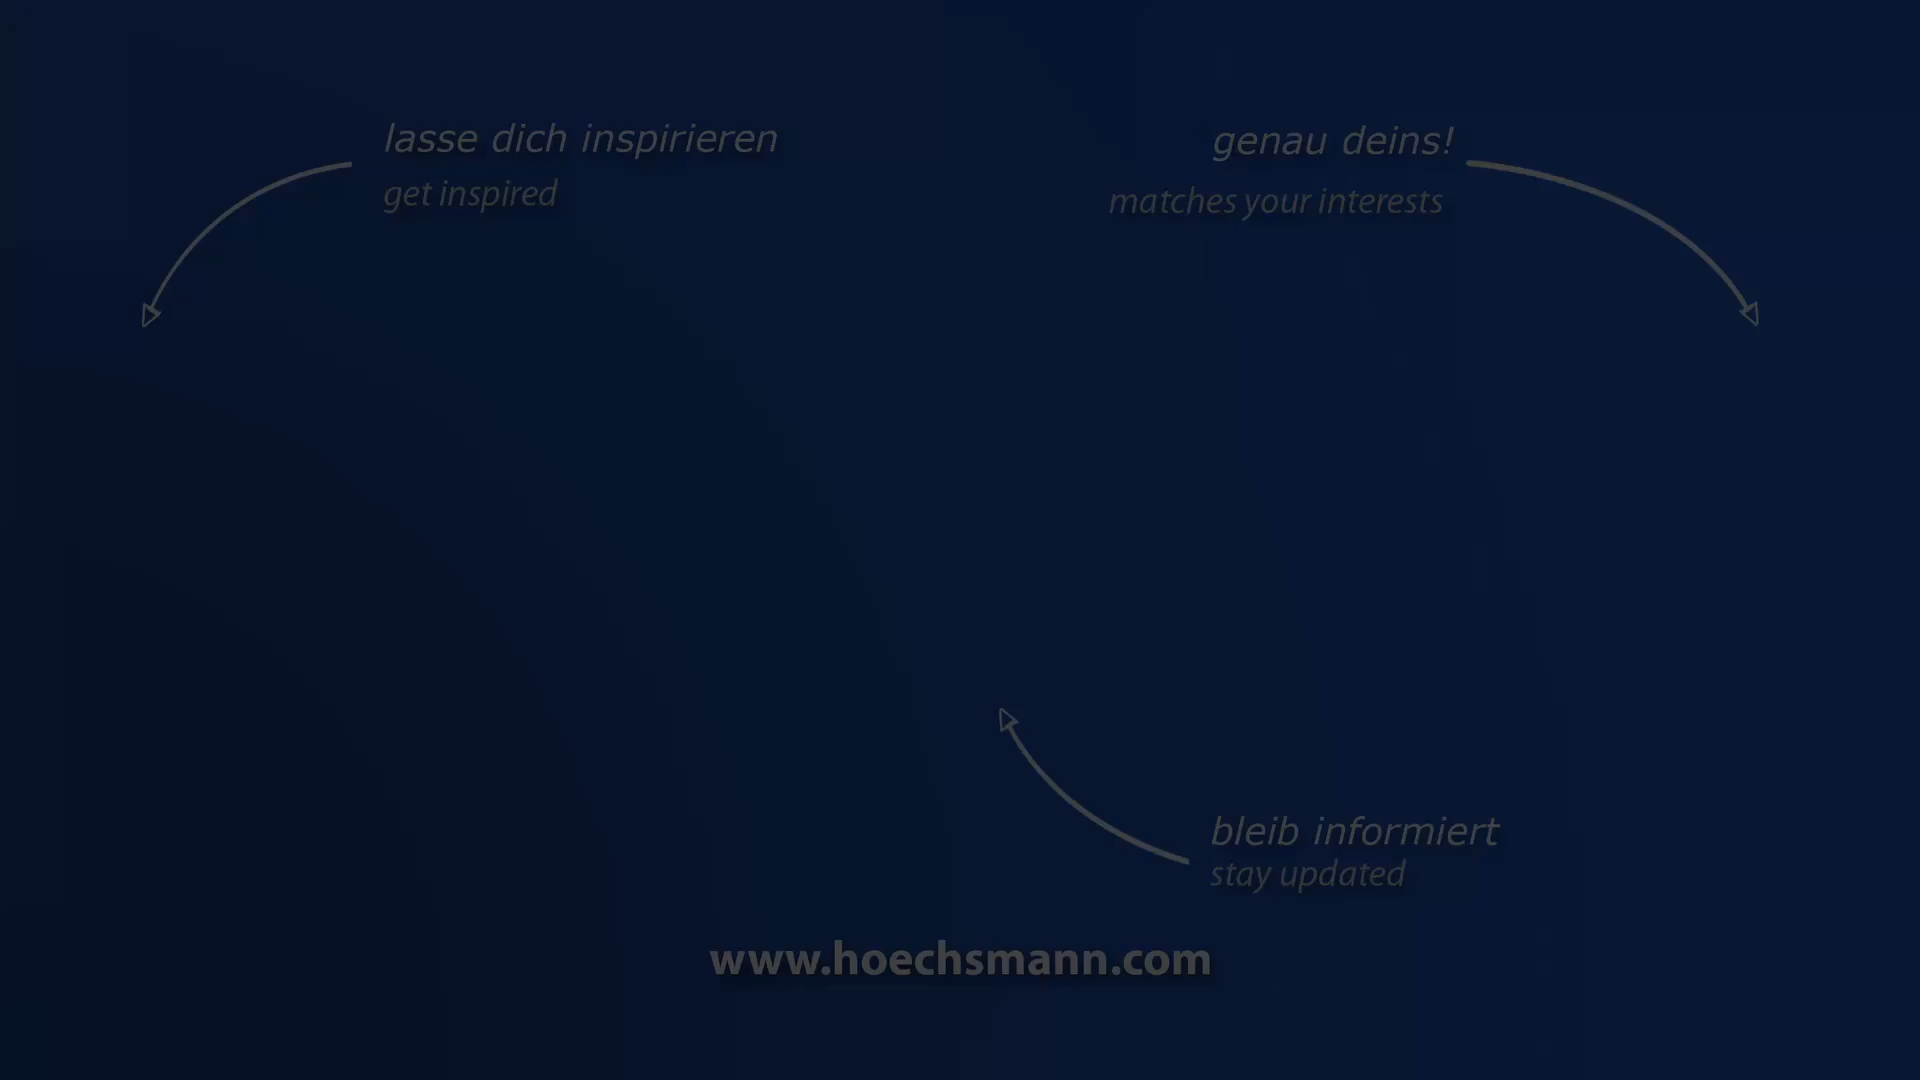 lasse dich inspirieren
get inspired
genau deins!
matches your interests
bleib informiert
stay updated
www.hoechsmann.com